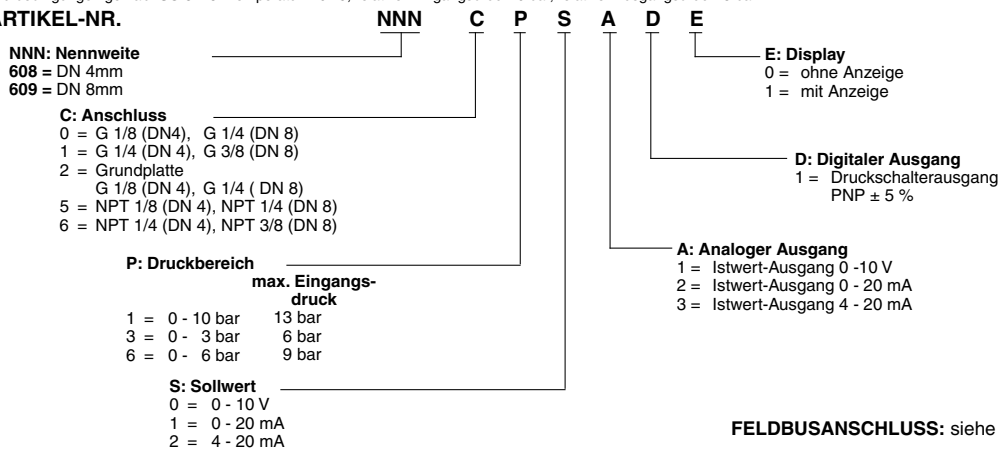 ARTIKEL-NR. NNN C P S A D E
NNN: Nennweite
608 = DN 4mm
609 = DN 8mm
C: Anschluss
0 = G 1/8 (DN4), G 1/4 (DN 8)
1 = G 1/4 (DN 4), G 3/8 (DN 8)
2 = Grundplatte
G 1/8 (DN 4), G 1/4 ( DN 8)
5 = NPT 1/8 (DN 4), NPT 1/4 (DN 8)
6 = NPT 1/4 (DN 4), NPT 3/8 (DN 8)
P: Druckbereich
max. Eingangs-
druck
1 = 0 - 10 bar 13 bar
3 = 0 - 3 bar 6 bar
6 = 0 - 6 bar 9 bar
S: Sollwert
0 = 0 - 10 V
1 = 0 - 20 mA
2 = 4 - 20 mA
E: Display
0 = ohne Anzeige
1 = mit Anzeige
D: Digitaler Ausgang
1 = Druckschalterausgang
PNP ± 5 %
A: Analoger Ausgang
1 = Istwert-Ausgang 0 -10 V
2 = Istwert-Ausgang 0 - 20 mA
3 = Istwert-Ausgang 4 - 20 mA
FELDBUSANSCHLUSS: siehe